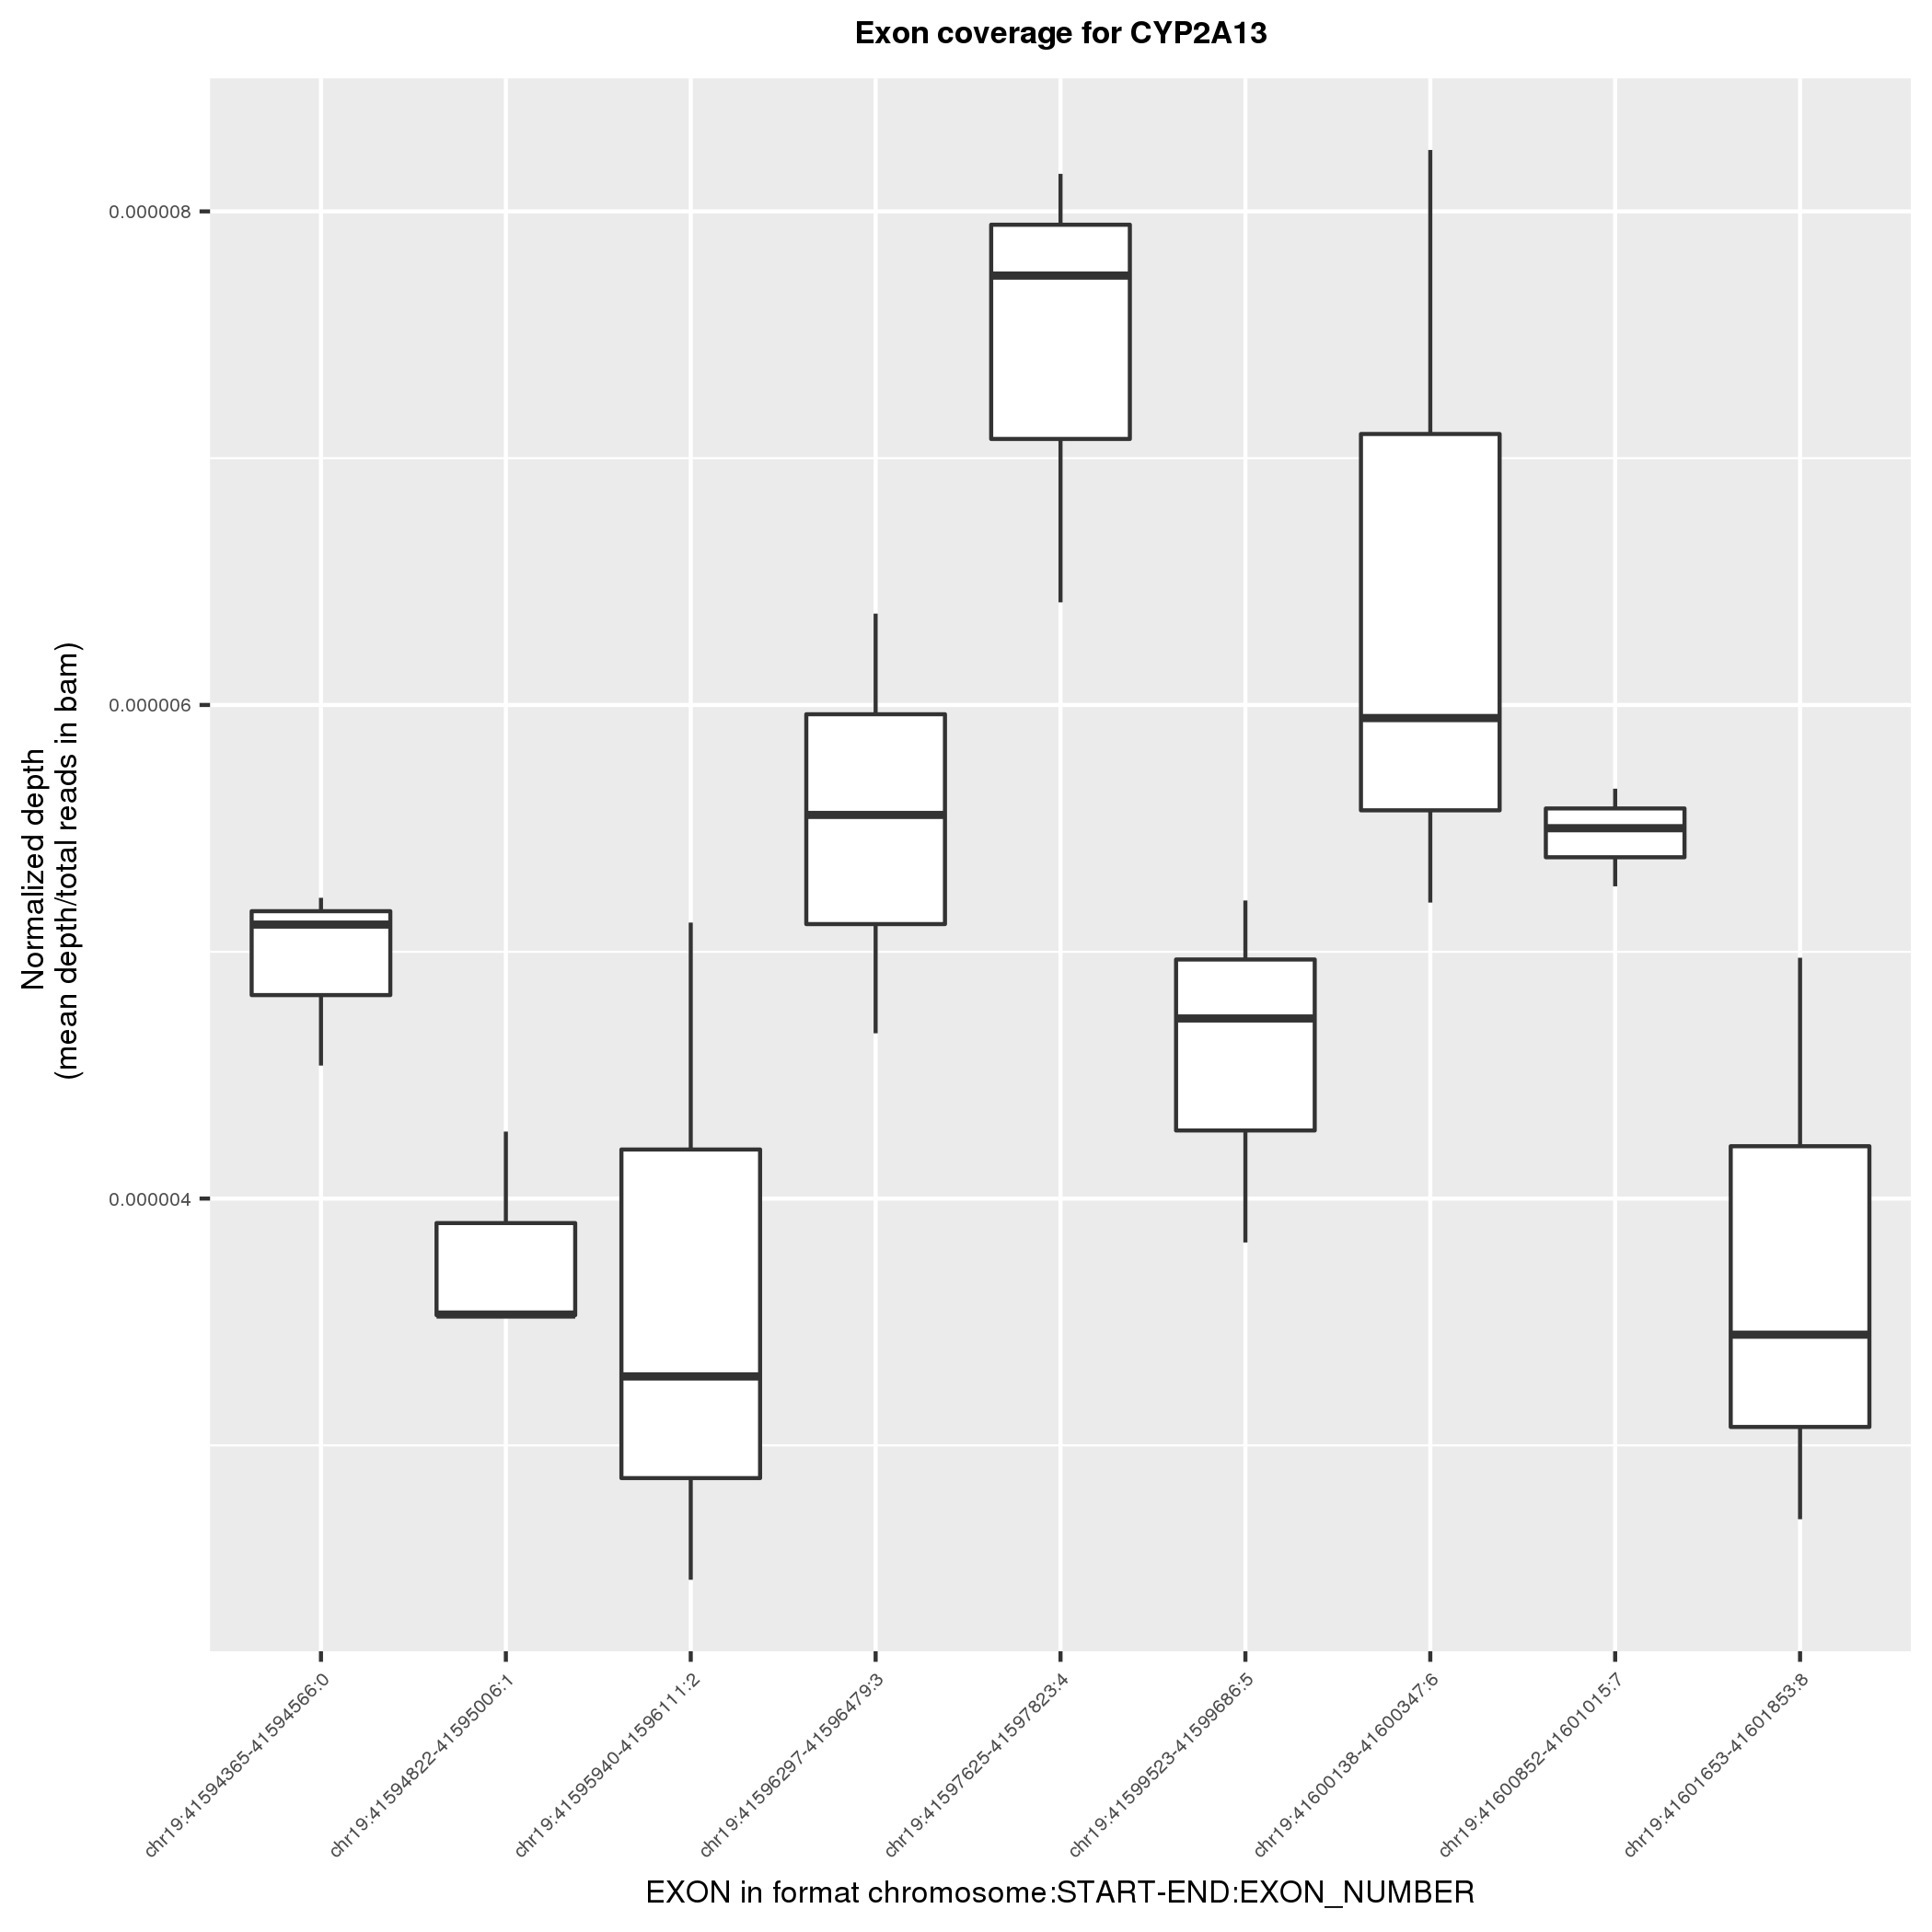 Exon coverage for CYP2A13
0.000008
0.000006
0.000004
Normalized depth
(mean depth/total reads in bam)
chr19:41594365-41594566:0
chr19:41594822-41595006:1
chr19:41595940-41596111:2
chr19:41596297-41596479:3
chr19:41597625-41597823:4
chr19:41599523-41599686:5
chr19:41600138-41600347:6
chr19:41600852-41601015:7
chr19:41601653-41601853:8
EXON in format chromosome:START-END:EXON_NUMBER